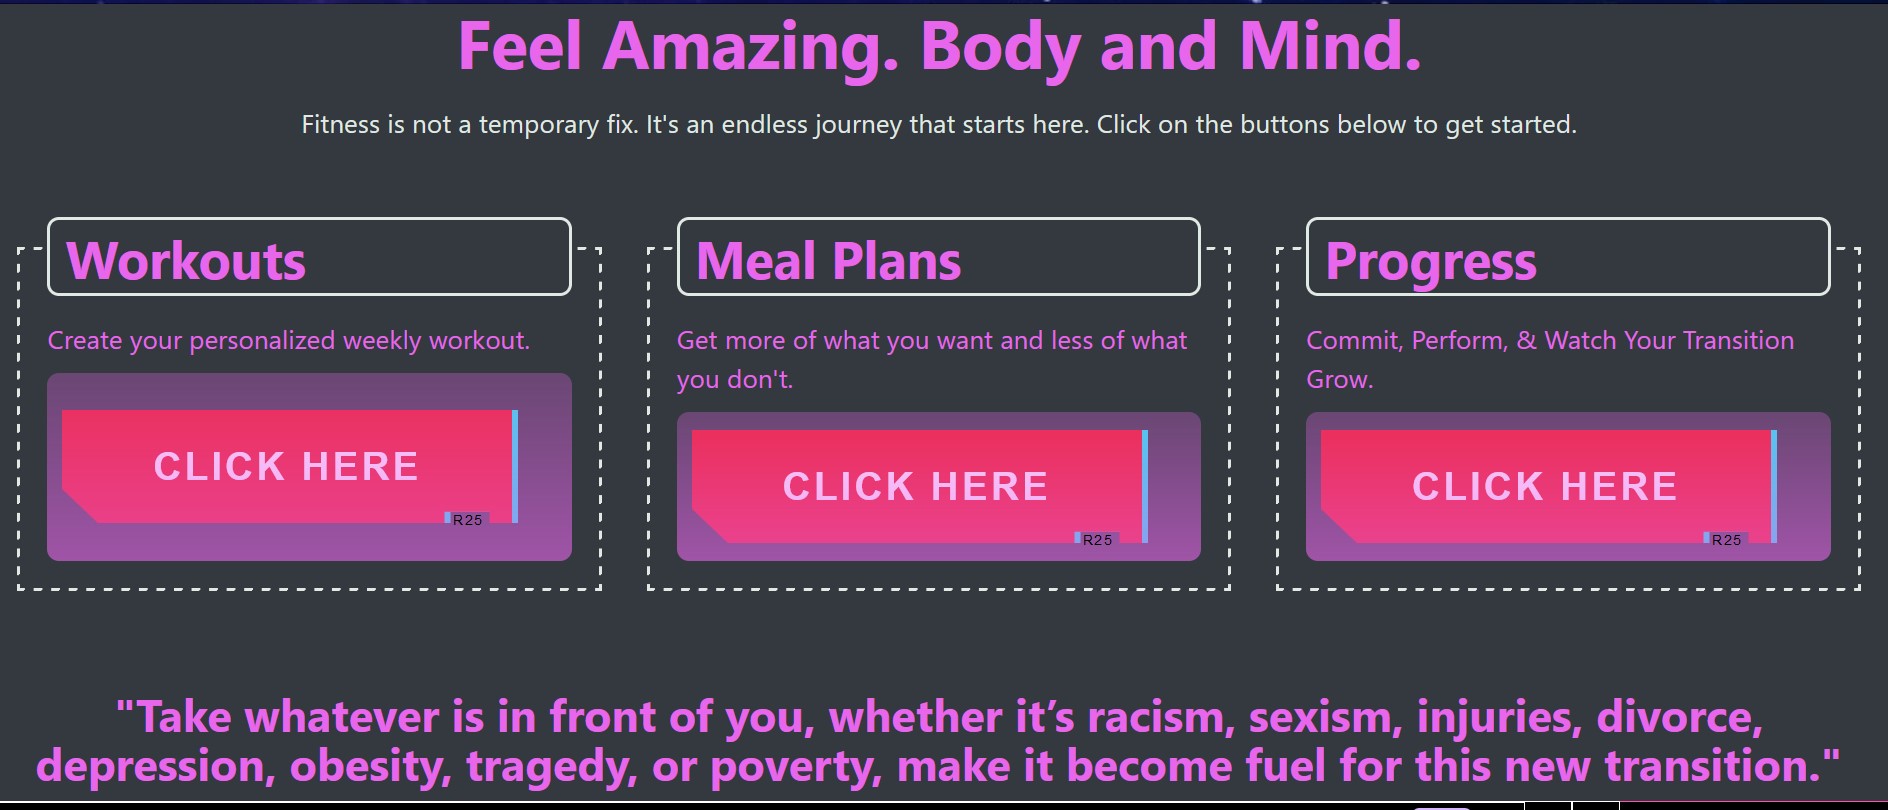 Feel Amazing. Body and Mind.
Fitness is not a temporary fix. It's an endless journey that starts here. Click on the buttons below to get started.
Workouts
Create your personalized weekly workout.
CLICK HERE
R25
Meal Plans
Get more of what you want and less of what
you don't.
CLICK HERE
R25
Progress
Commit, Perform, & Watch Your Transition
Grow.
CLICK HERE
R25
"Take whatever is in front of you, whether it’s racism, sexism, injuries, divorce,
depression, obesity, tragedy, or poverty, make it become fuel for this new transition."